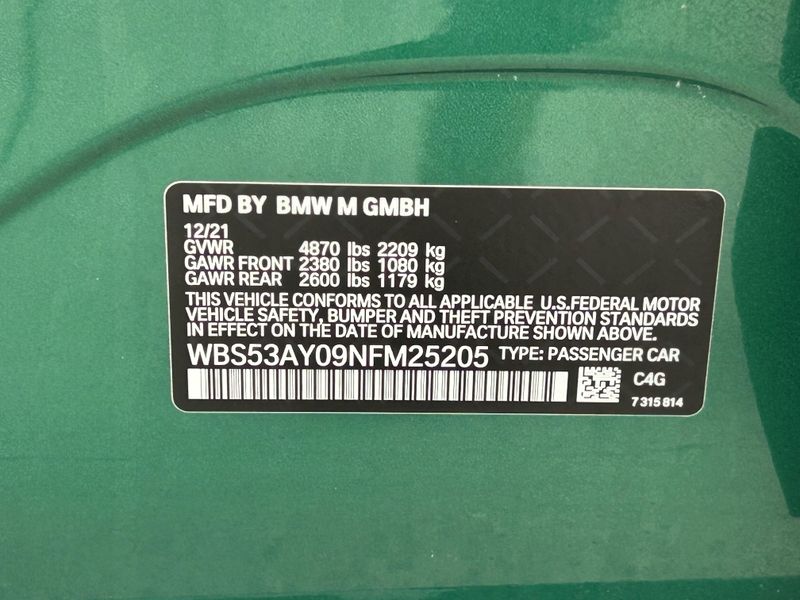 MFD BY BMW M GMBH
12/21
GVWR 4870 lbs 2209 kg
GAWR FRONT 2380 lbs 1080 kg
GAWR REAR 2600 lbs 1179 kg
THIS VEHICLE CONFORMS TO ALL APPLICABLE U.S.FEDERAL MOTOR
VEHICLE SAFETY, BUMPER AND THEFT PREVENTION STANDARDS
IN EFFECT ON THE DATE OF MANUFACTURE SHOWN ABOVE.
WBS53AY09NFM25205 TYPE: PASSENGER CAR
C4G
7 315 814